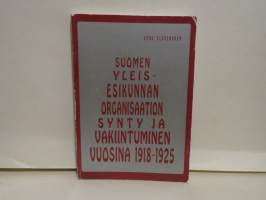 SUOMEN
YLEIS-
ESIKUNNAN
ORGANISAATION
SYNTY JA
VAKIINTUMINEN
VUOSINA 1918-1925